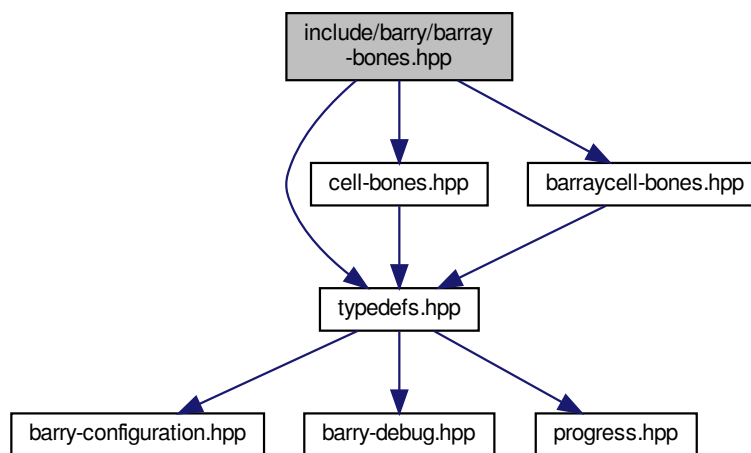 include/barry/barray
-bones.hpp
cell-bones.hpp
barraycell-bones.hpp
typedefs.hpp
barry-configuration.hpp
barry-debug.hpp
progress.hpp